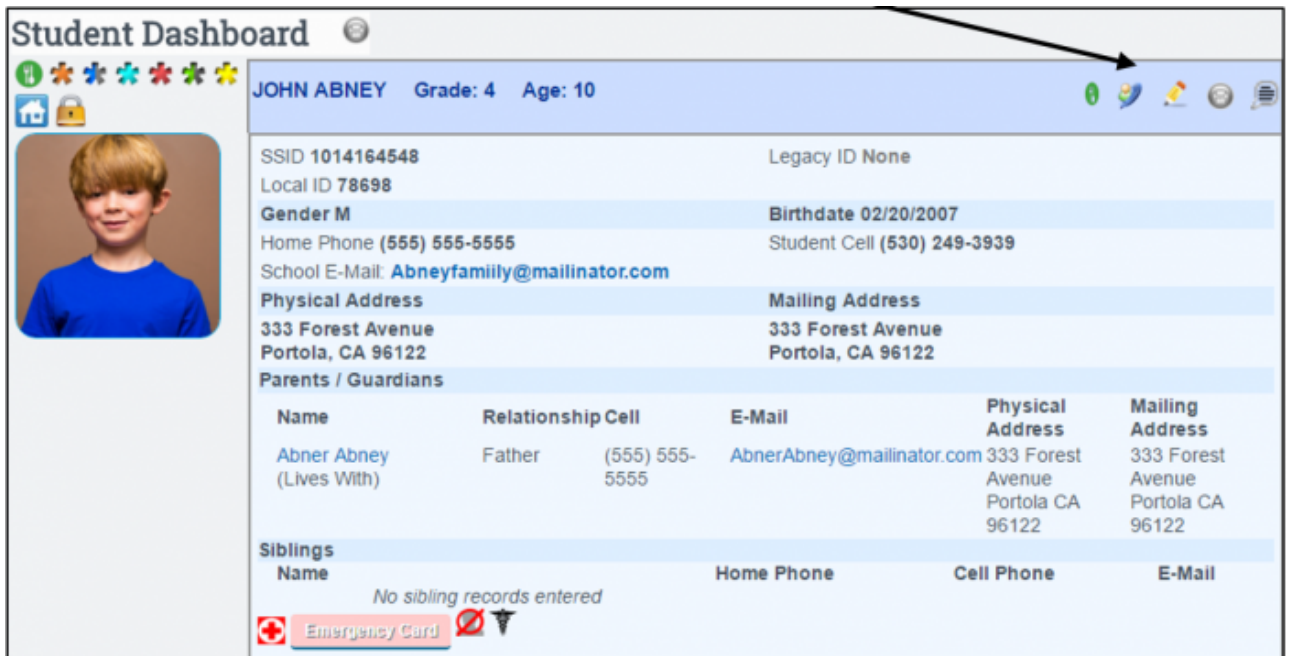 Student Dashboard
JOHN ABNEY Grade: 4 Age: 10
SSID 1014164548 Legacy ID None
Local ID 78698
Gender M Birthdate 02/20/2007
Home Phone (555) 555-5555 Student Cell (530) 249-3939
School E-Mail: Abneyfamiily@mailinator.com
Physical Address Mailing Address
333 Forest Avenue 333 Forest Avenue
Portola, CA 96122 Portola, CA 96122
Parents / Guardians
Name Relationship Cell E-Mail Physical Address Mailing Address
Abner Abney Father (555) 555- AbnerAbney@mailinator.com 333 Forest 333 Forest
(Lives With) 5555 Avenue Avenue
Portola CA Portola CA
96122 96122
Siblings
Name Home Phone Cell Phone E-Mail
No sibling records entered
Emergency Card